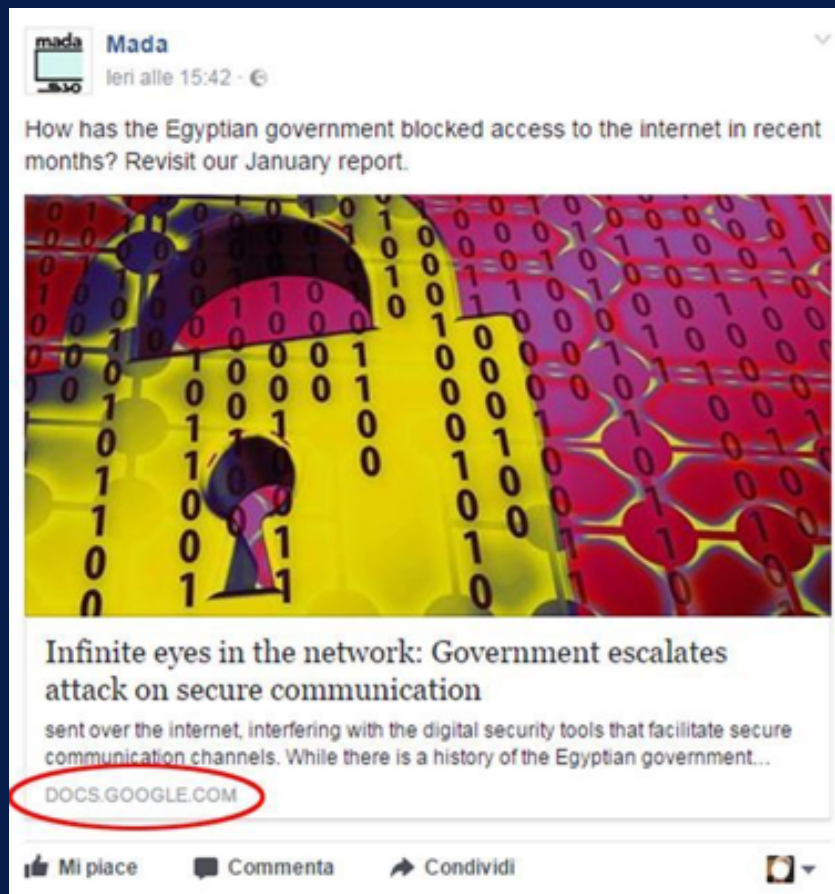 mada
مدى
Mada
Ieri alle 15:42 ·
How has the Egyptian government blocked access to the internet in recent
months? Revisit our January report.
Infinite eyes in the network: Government escalates
attack on secure communication
sent over the internet, interfering with the digital security tools that facilitate secure
communication channels. While there is a history of the Egyptian government...
DOCS.GOOGLE.COM
Mi piace
Commenta
Condividi